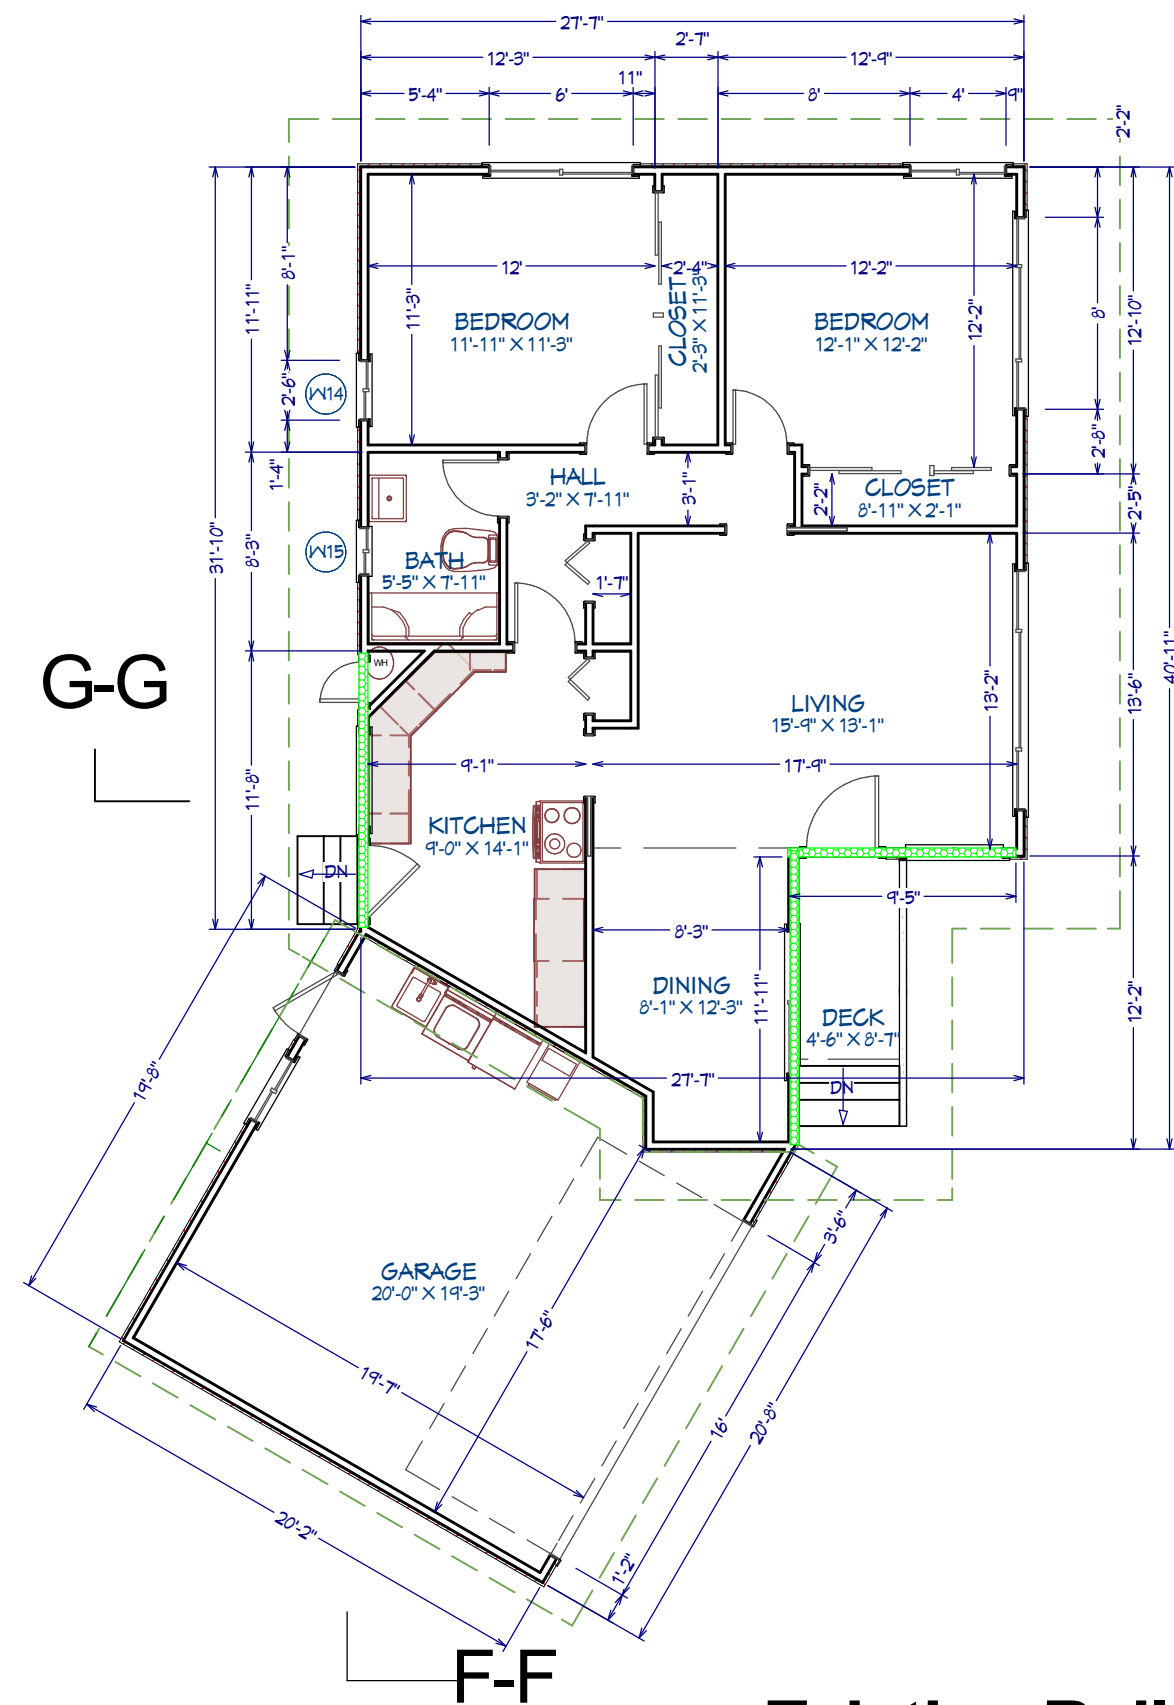 27'-7"
2'-7"
12'-3"
12'-9"
11"
5'-4"
6'
8'
4'
9"
2'-2"
8'-1"
11'-11"
31'-10"
2'-6"
1'-4"
8'-3"
11'-8"
W14
W15
12'
11'-3"
BEDROOM
11'-11" X 11'-3"
2'-4"
CLOSET
2'-3" X 11'-3"
12'-2"
12'-2"
BEDROOM
12'-1" X 12'-2"
8'
12'-10"
2'-8"
2'-5"
40'-11"
HALL
3'-2" X 7'-11"
3'-1"
2'-2"
CLOSET
8'-11" X 2'-1"
BATH
5'-5" X 7'-11"
1'-7"
WH
G-G
LIVING
15'-9" X 13'-1"
13'-2"
13'-6"
9'-1"
17'-9"
KITCHEN
9'-0" X 14'-1"
DN
9'-5"
8'-3"
DINING
8'-1" X 12'-3"
11'-11"
DECK
4'-6" X 8'-7"
12'-2"
27'-7"
DN
19'-8"
3'-6"
GARAGE
20'-0" X 19'-3"
17'-6"
19'-7"
16'
20'-8"
20'-2"
1'-2"
F-F